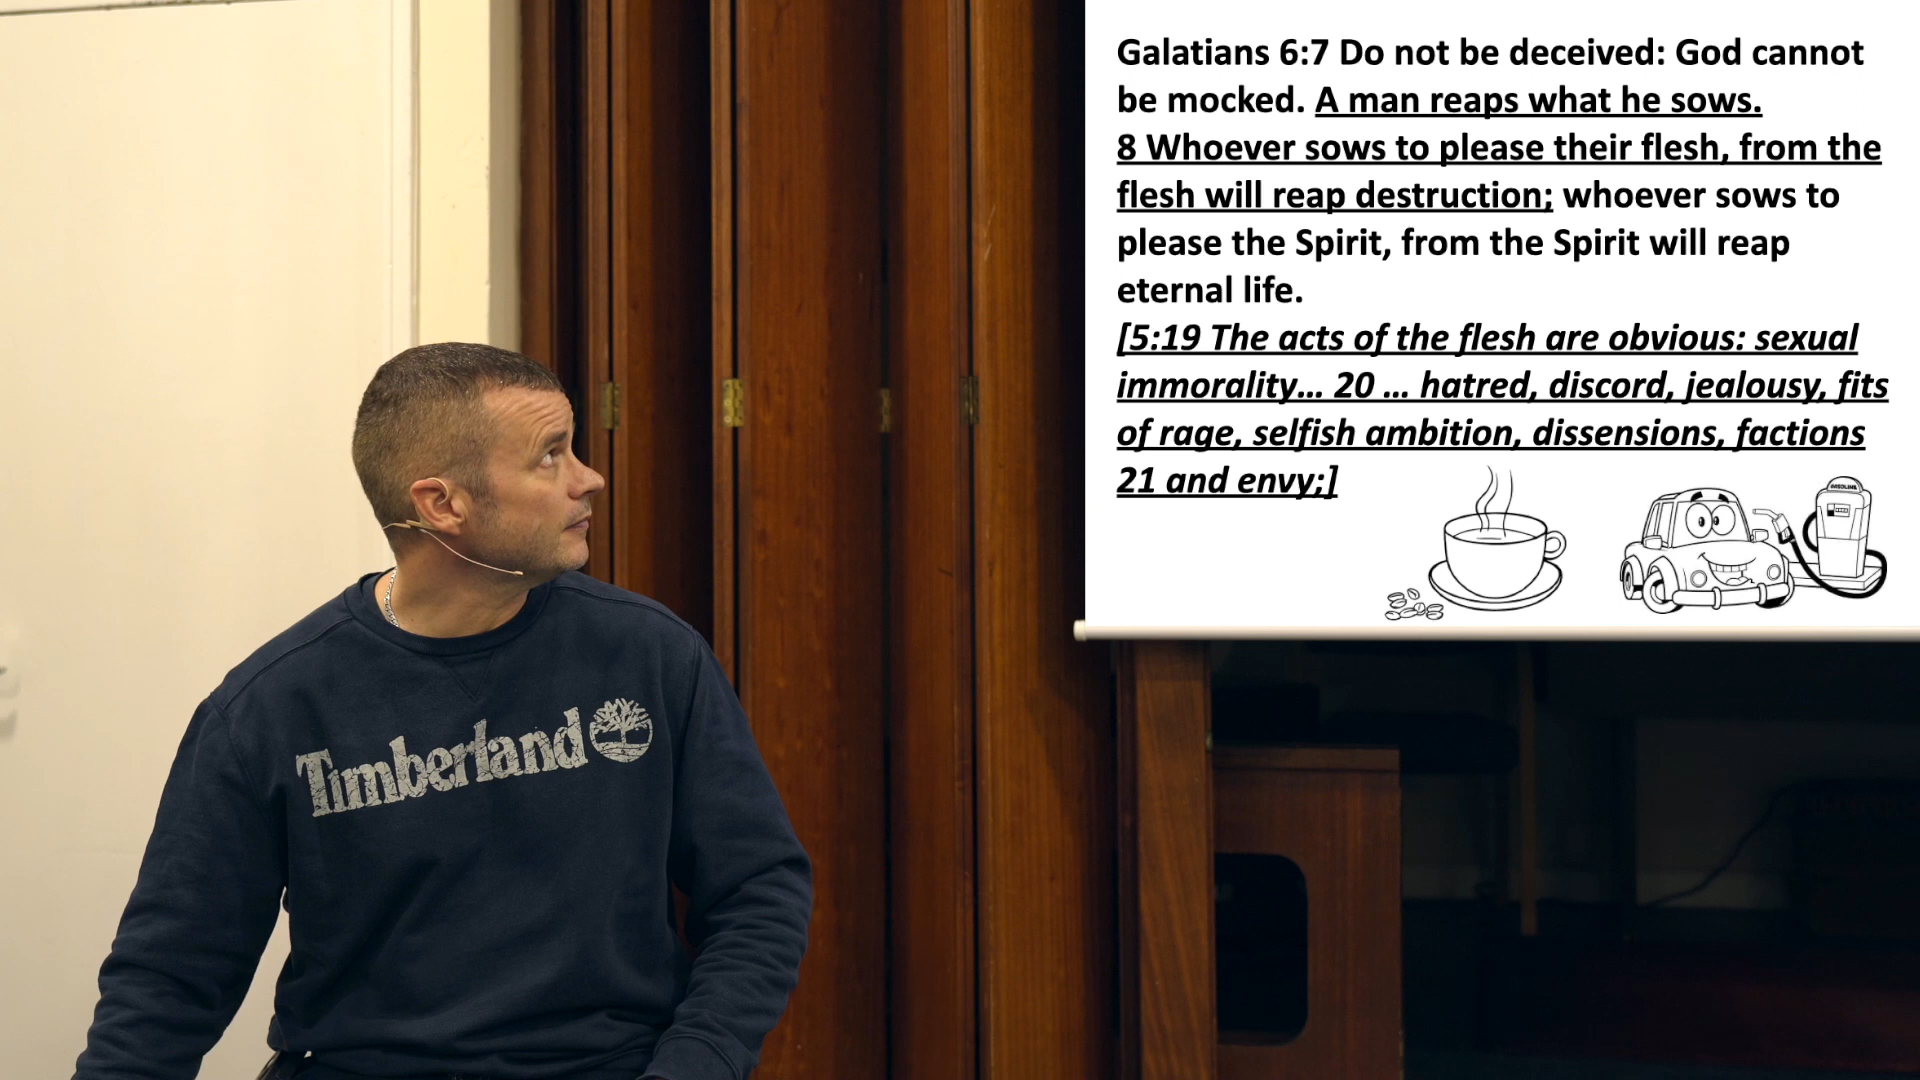 Galatians 6:7 Do not be deceived: God cannot
be mocked. A man reaps what he sows.
8 Whoever sows to please their flesh, from the
flesh will reap destruction; whoever sows to
please the Spirit, from the Spirit will reap
eternal life.
[5:19 The acts of the flesh are obvious: sexual
immorality... 20 ... hatred, discord, jealousy, fits
of rage, selfish ambition, dissensions, factions
21 and envy;]
GASOLINE
Timberland